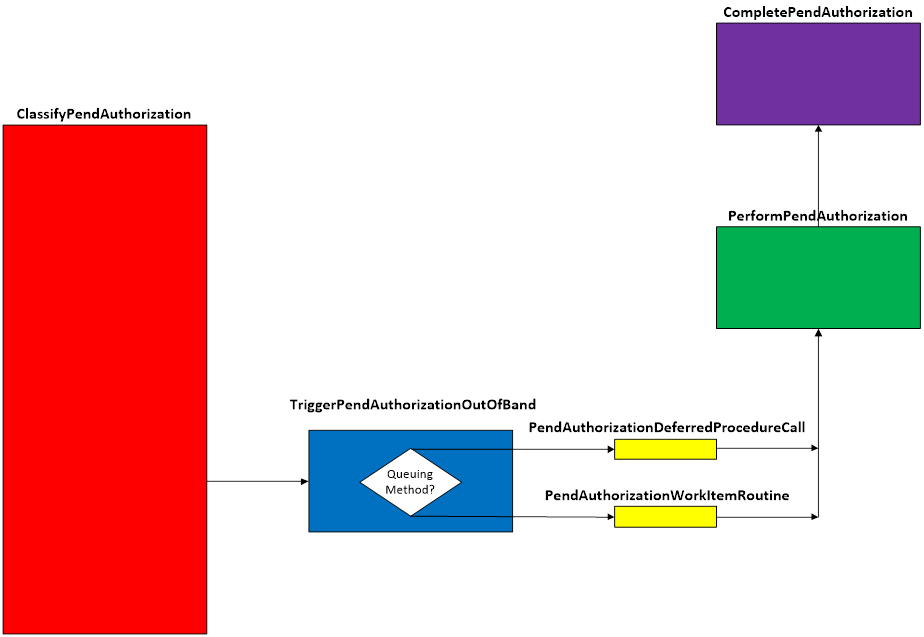 CompletePendAuthorization
ClassifyPendAuthorization
PerformPendAuthorization
TriggerPendAuthorizationOutOfBand
PendAuthorizationDeferredProcedureCall
Queuing
Method?
PendAuthorizationWorkItemRoutine